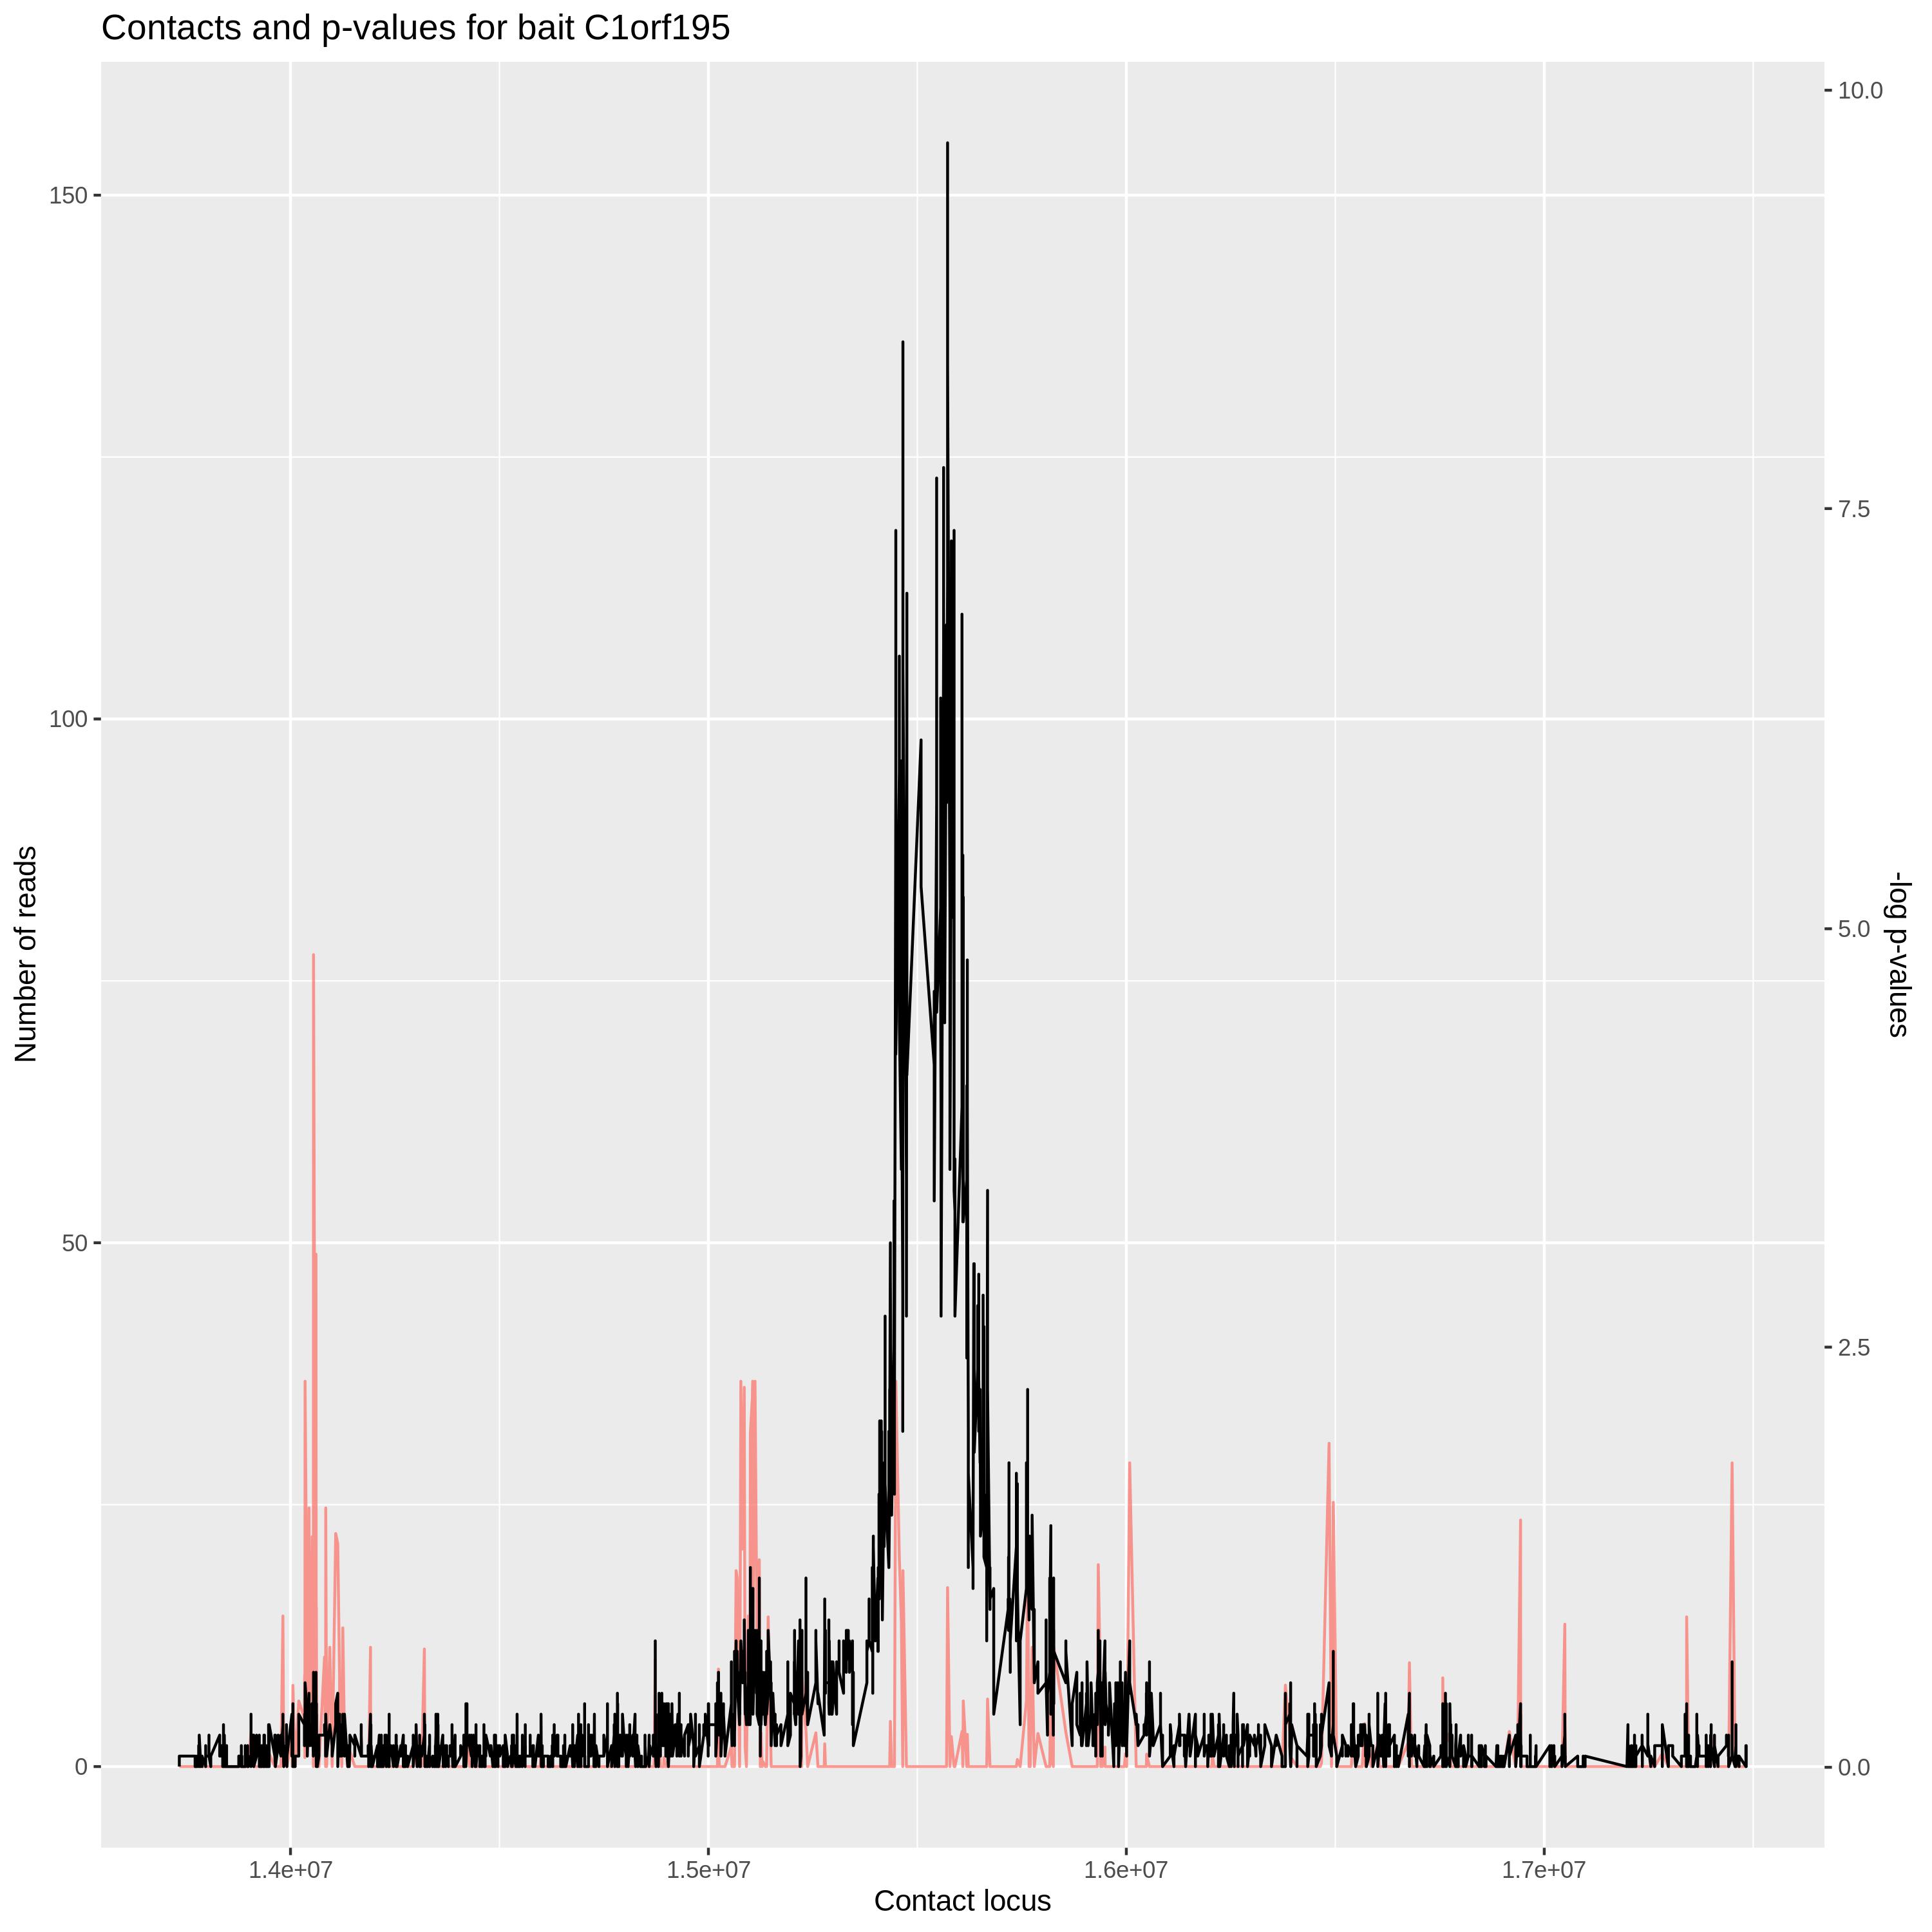 Contacts and p-values for bait C1orf195
Number of reads
150
100
50
0
10.0
7.5
5.0
2.5
0.0
-log p-values
1.4e+07
1.5e+07
1.6e+07
1.7e+07
Contact locus